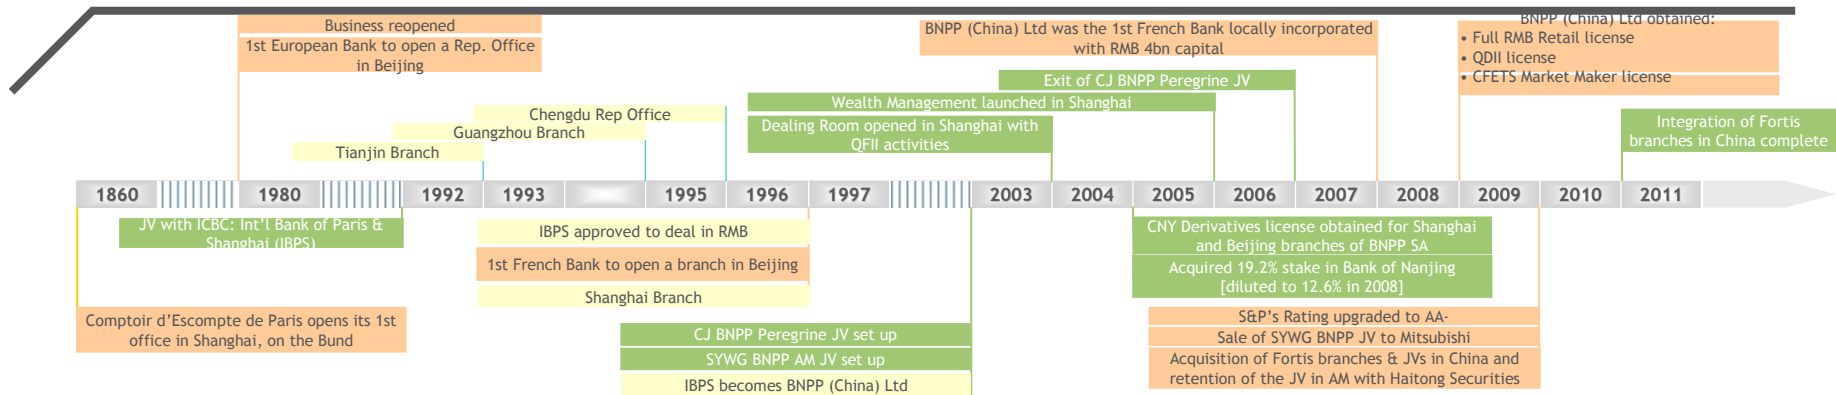 Business reopened
1st European Bank to open a Rep. Office
in Beijing
BNPP (China) Ltd was the 1st French Bank locally incorporated
with RMB 4bn capital
BNPP (China) Ltd obtained:
• Full RMB Retail license
• QDII license
• CFETS Market Maker license
Exit of CJ BNPP Peregrine JV
Wealth Management launched in Shanghai
Dealing Room opened in Shanghai with
QFII activities
Chengdu Rep Office
Guangzhou Branch
Tianjin Branch
Integration of Fortis
branches in China complete
1860 1980 1992 1993 1995 1996 1997 2003 2004 2005 2006 2007 2008 2009 2010 2011
JV with ICBC: Int’l Bank of Paris &
Shanghai (IBPS)
IBPS approved to deal in RMB
1st French Bank to open a branch in Beijing
Shanghai Branch
CNY Derivatives license obtained for Shanghai
and Beijing branches of BNPP SA
Acquired 19.2% stake in Bank of Nanjing
[diluted to 12.6% in 2008]
Comptoir d’Escompte de Paris opens its 1st
office in Shanghai, on the Bund
CJ BNPP Peregrine JV set up
SYWG BNPP AM JV set up
IBPS becomes BNPP (China) Ltd
S&P’s Rating upgraded to AA-
Sale of SYWG BNPP JV to Mitsubishi
Acquisition of Fortis branches & JVs in China and
retention of the JV in AM with Haitong Securities